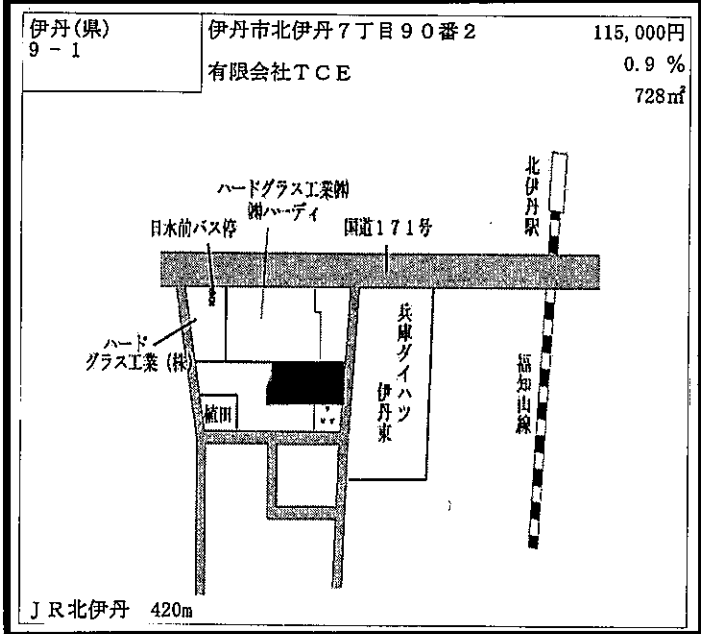 伊丹(県)
9-1
伊丹市北伊丹7丁目90番2
115,000円
有限会社TCE
0.9 %
728㎡
北伊丹駅
ハードグラス工業㈱
㈱ハーディ
日水前バス停
国道171号
ハード
グラス工業(株)
兵庫ダイハツ
伊丹東
福知山線
植田
JR北伊丹 420m